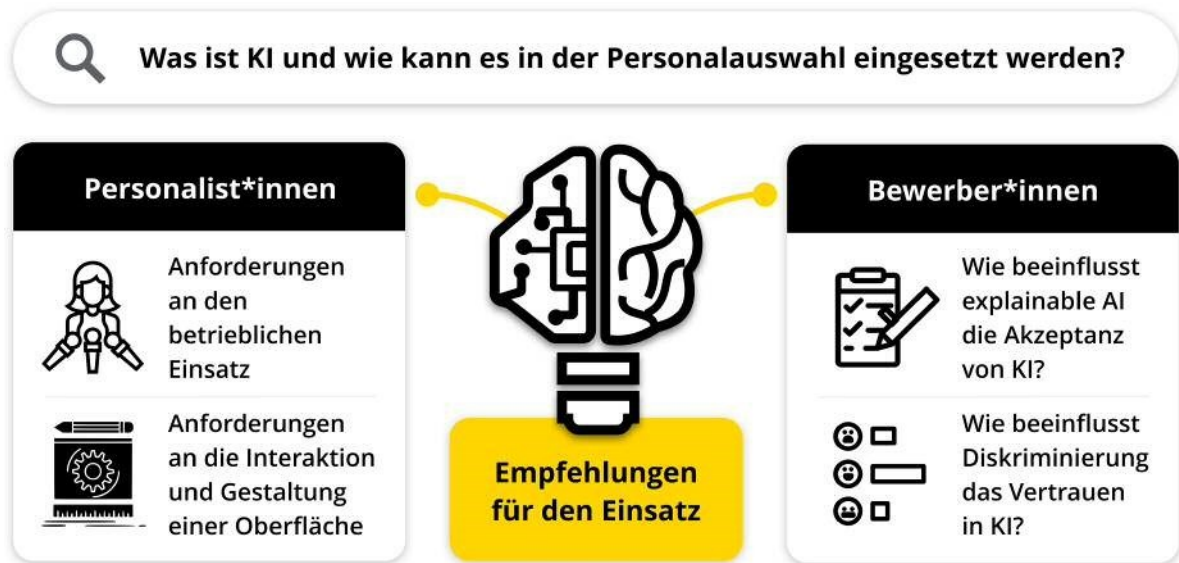 Was ist KI und wie kann es in der Personalauswahl eingesetzt werden?
Personalist*innen
Anforderungen
an den
betrieblichen
Einsatz
Anforderungen
an die Interaktion
und Gestaltung
einer Oberfläche
Empfehlungen
für den Einsatz
Bewerber*innen
Wie beeinflusst
explainable AI
die Akzeptanz
von KI?
Wie beeinflusst
Diskriminierung
das Vertrauen
in KI?